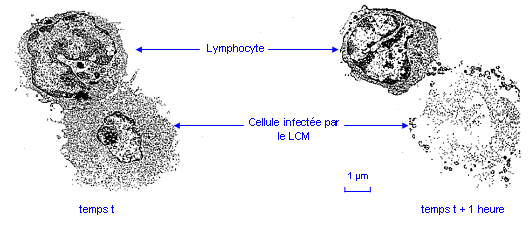 Lymphocyte
Cellule infectée par
le LCM
1 µm
temps t
temps t + 1 heure